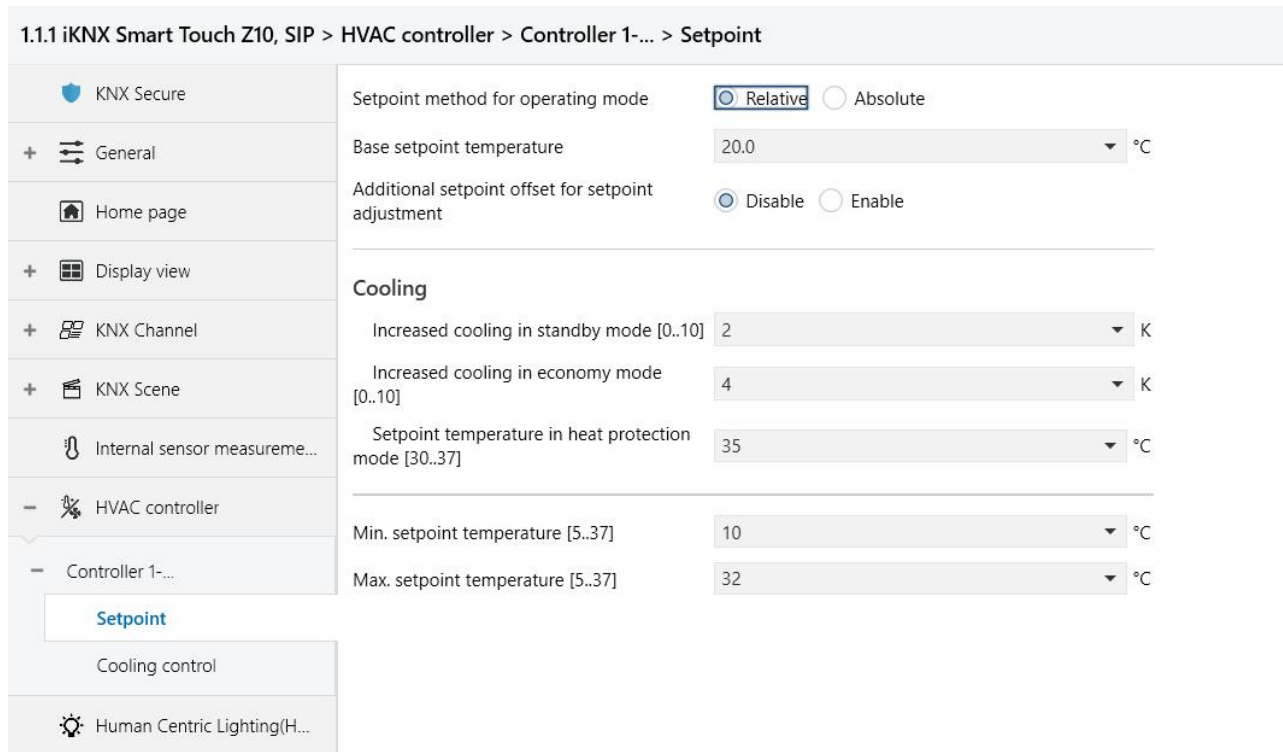 1.1.1 iKNX Smart Touch Z10, SIP > HVAC controller > Controller 1-... > Setpoint
KNX Secure
+ General
Home page
+ Display view
+ KNX Channel
+ KNX Scene
Internal sensor measureme...
− HVAC controller
− Controller 1-...
Setpoint
Cooling control
Human Centric Lighting(H...
Setpoint method for operating mode Relative Absolute
Base setpoint temperature 20.0 °C
Additional setpoint offset for setpoint
adjustment Disable Enable
Cooling
Increased cooling in standby mode [0..10] 2 K
Increased cooling in economy mode
[0..10] 4 K
Setpoint temperature in heat protection
mode [30..37] 35 °C
Min. setpoint temperature [5..37] 10 °C
Max. setpoint temperature [5..37] 32 °C